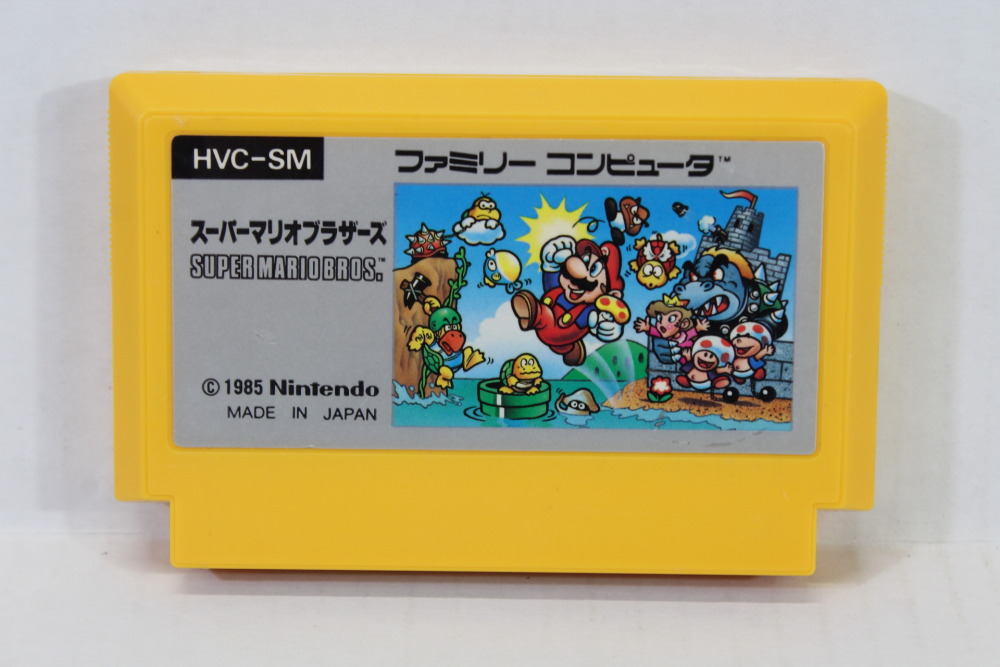 HVC-SM
ファミリー コンピュータ™
スーパーマリオブラザーズ
SUPER MARIO BROS.™
© 1985 Nintendo
MADE IN JAPAN